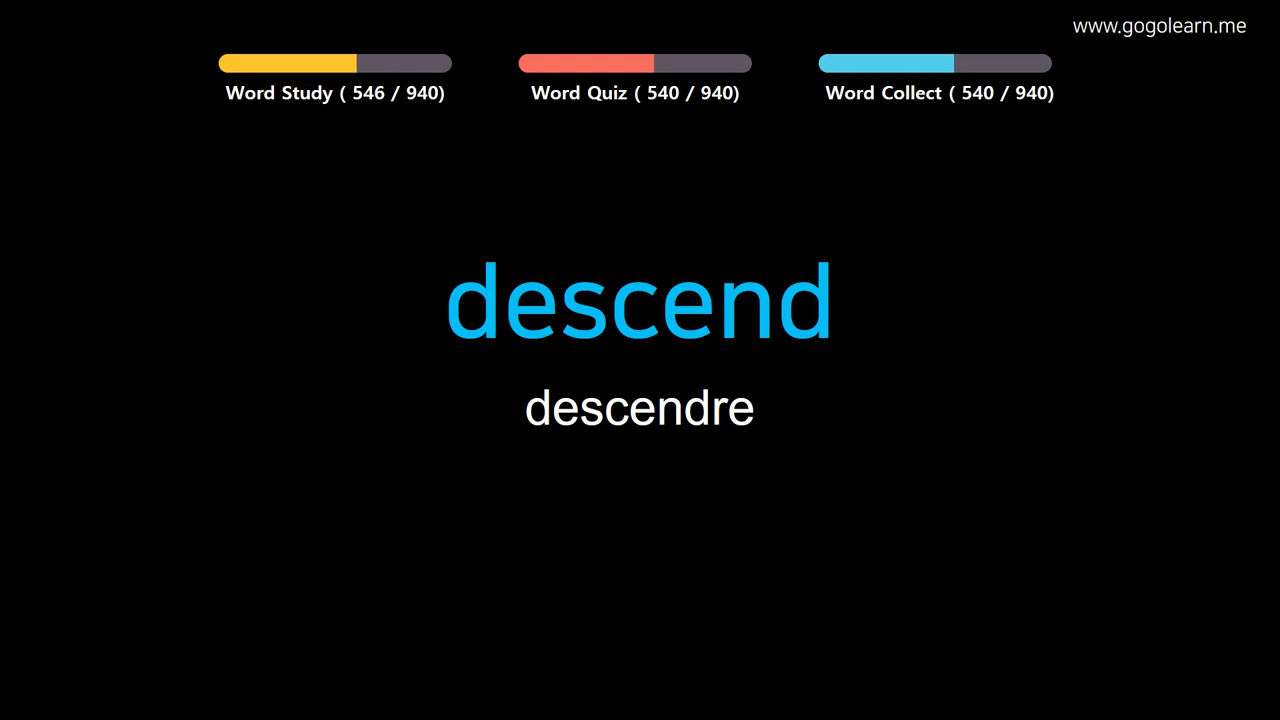 www.gogolearn.me
Word Study ( 546 / 940)
Word Quiz ( 540 / 940)
Word Collect ( 540 / 940)
descend
descendre